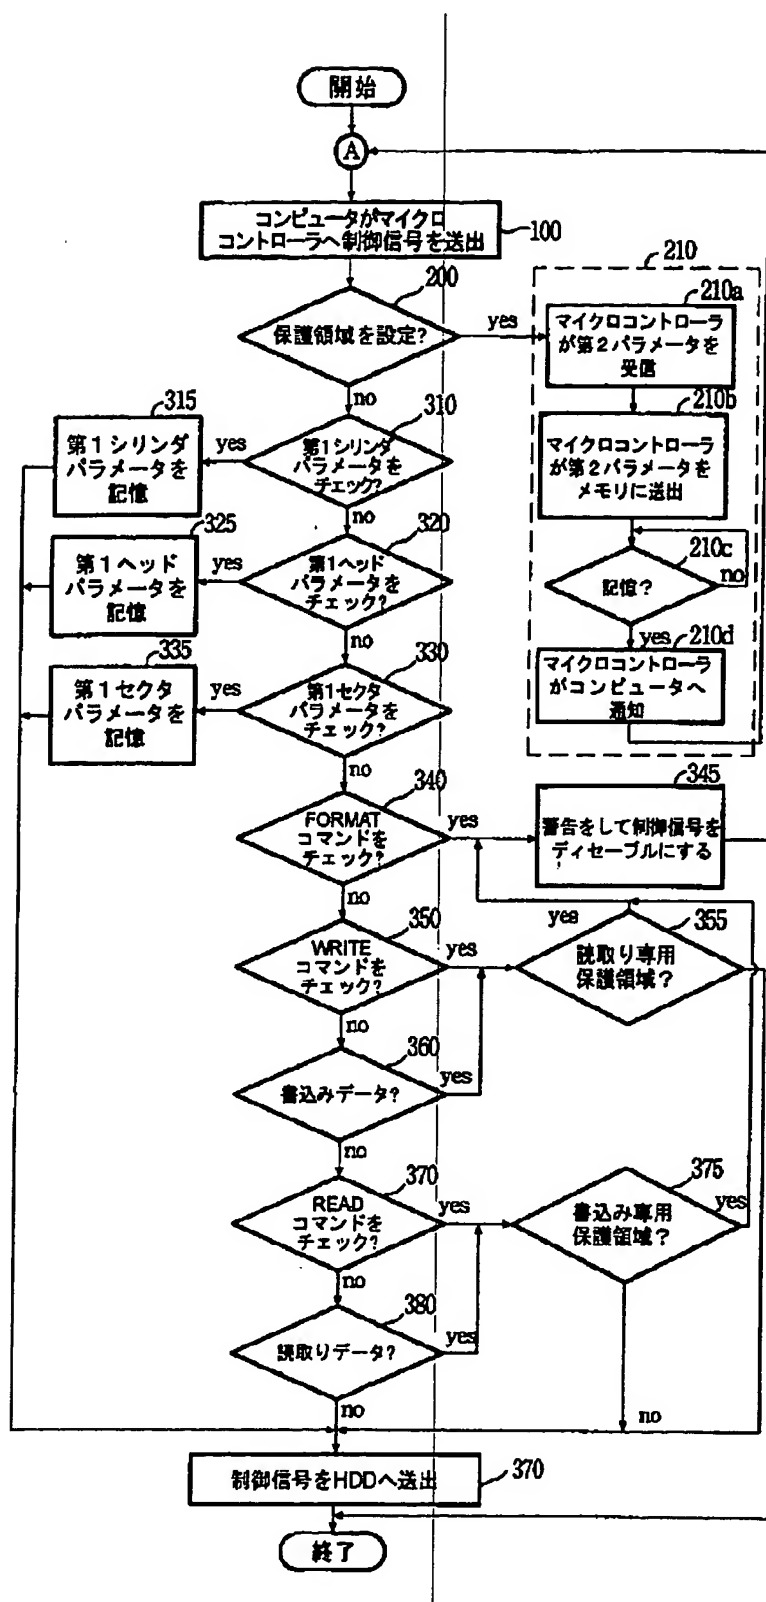 開始
A
コンピュータがマイクロ
コントローラへ制御信号を送出
100
200
保護領域を設定?
yes
no
210
210a
マイクロコントローラ
が第2パラメータを
受信
210b
マイクロコントローラ
が第2パラメータを
メモリに送出
210c
記憶?
no
yes
210d
マイクロコントローラ
がコンピュータへ
通知
310
第1シリンダ
パラメータを
チェック?
yes
no
315
第1シリンダ
パラメータを
記憶
320
第1ヘッド
パラメータを
チェック?
yes
no
325
第1ヘッド
パラメータを
記憶
330
第1セクタ
パラメータを
チェック?
yes
no
335
第1セクタ
パラメータを
記憶
340
FORMAT
コマンドを
チェック?
yes
no
345
警告をして制御信号を
ディセーブルにする
350
WRITE
コマンドを
チェック?
yes
no
355
読取り専用
保護領域?
yes
360
書込みデータ?
yes
no
370
READ
コマンドを
チェック?
yes
no
375
書込み専用
保護領域?
yes
no
380
読取りデータ?
yes
no
制御信号をHDDへ送出
370
終了